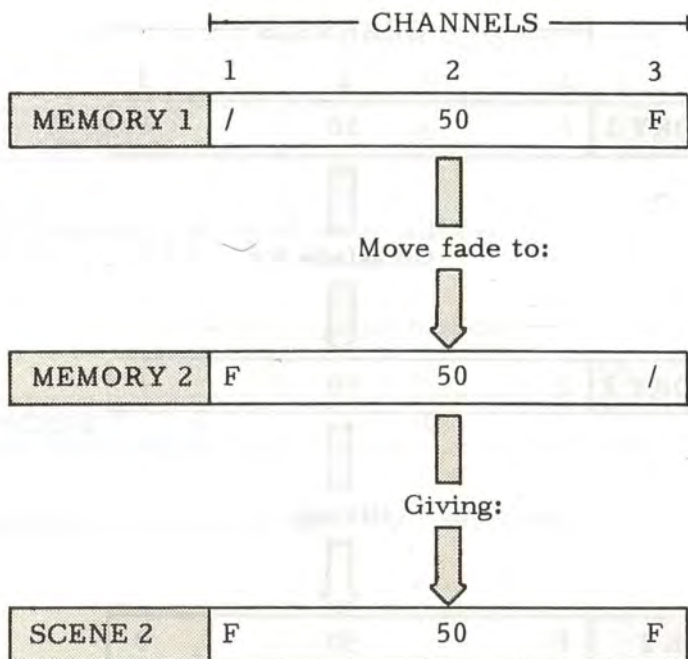 CHANNELS
1 2 3
MEMORY 1 / 50 F
Move fade to:
MEMORY 2 F 50 /
Giving:
SCENE 2 F 50 F